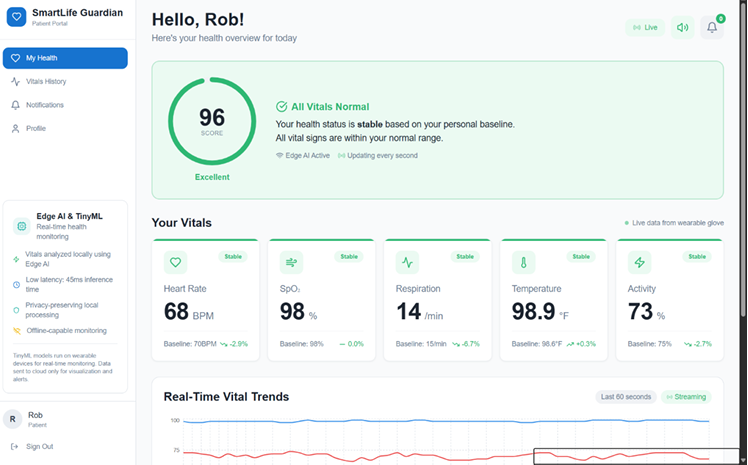 SmartLife Guardian
Patient Portal
My Health
Vitals History
Notifications
Profile
Edge AI & TinyML
Real-time health
monitoring
Vitals analyzed locally using
Edge AI
Low latency: 45ms inference
time
Privacy-preserving local
processing
Offline-capable monitoring
TinyML models run on wearable
devices for real-time monitoring. Data
sent to cloud only for visualization and
alerts.
R
Rob
Patient
Sign Out
Hello, Rob!
Here's your health overview for today
Live
0
96
SCORE
Excellent
All Vitals Normal
Your health status is stable based on your personal baseline.
All vital signs are within your normal range.
Edge AI Active
Updating every second
Your Vitals
Live data from wearable glove
Stable
Heart Rate
68 BPM
Baseline: 70BPM -2.9%
Stable
SpO₂
98 %
Baseline: 98% 0.0%
Stable
Respiration
14 /min
Baseline: 15/min -6.7%
Stable
Temperature
98.9 °F
Baseline: 98.6°F +0.3%
Stable
Activity
73 %
Baseline: 75% -2.7%
Real-Time Vital Trends
Last 60 seconds
Streaming
100
75